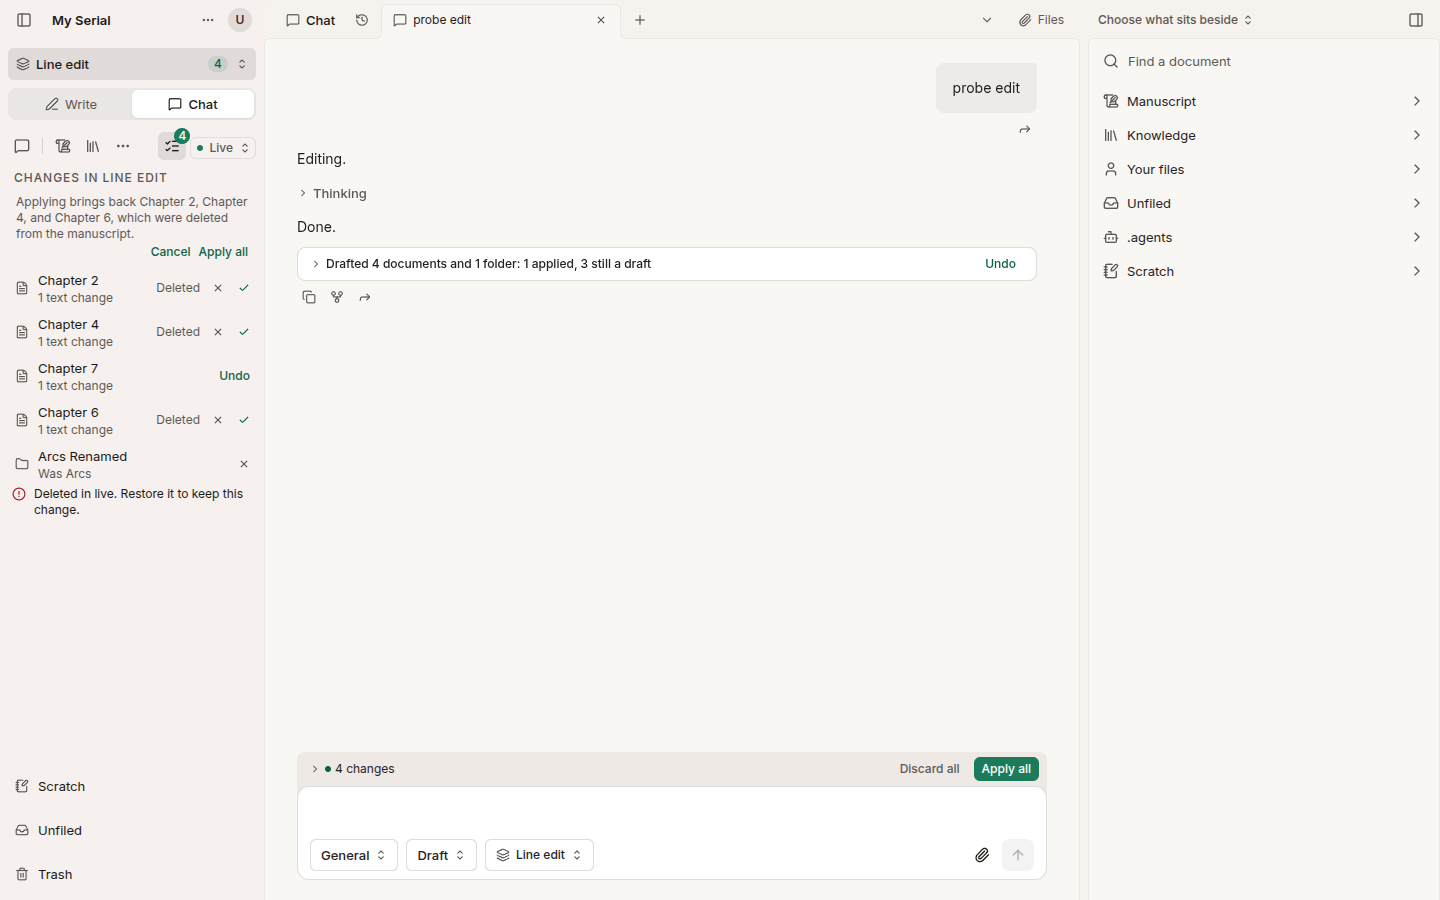 My Serial
U
Line edit
4
Write
Chat
4
Live
CHANGES IN LINE EDIT
Applying brings back Chapter 2, Chapter
4, and Chapter 6, which were deleted
from the manuscript.
Cancel Apply all
Chapter 2
1 text change
Deleted
Chapter 4
1 text change
Deleted
Chapter 7
1 text change
Undo
Chapter 6
1 text change
Deleted
Arcs Renamed
Was Arcs
Deleted in live. Restore it to keep this
change.
Scratch
Unfiled
Trash
Chat
probe edit
Files
probe edit
Editing.
Thinking
Done.
Drafted 4 documents and 1 folder: 1 applied, 3 still a draft
Undo
4 changes
Discard all
Apply all
General
Draft
Line edit
Choose what sits beside
Find a document
Manuscript
Knowledge
Your files
Unfiled
.agents
Scratch